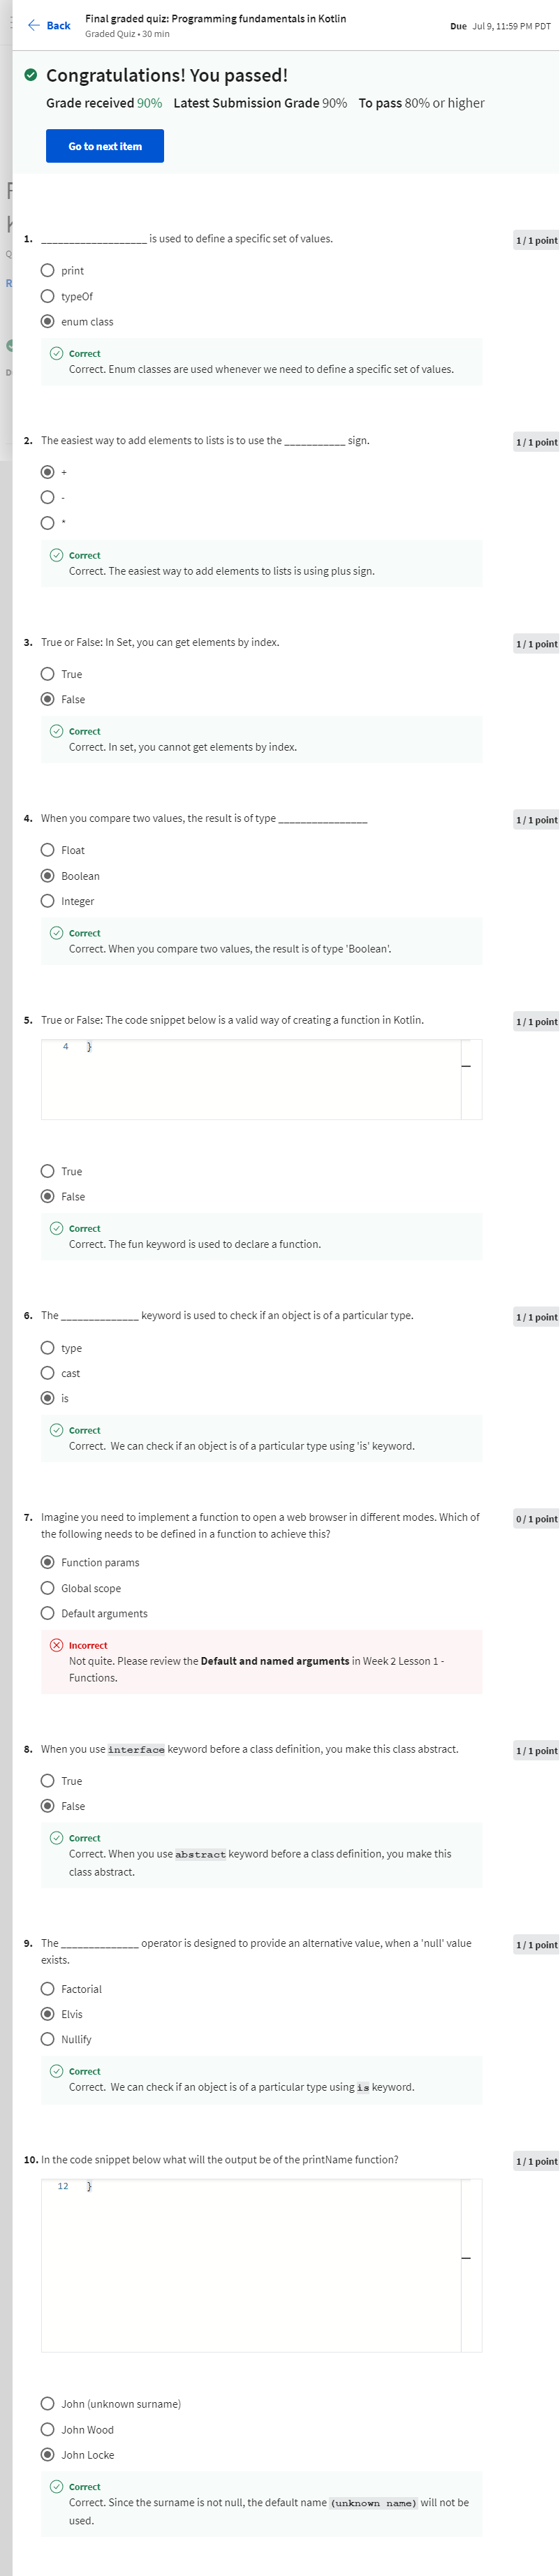 Back
Final graded quiz: Programming fundamentals in Kotlin
Graded Quiz • 30 min
Due Jul 9, 11:59 PM PDT
Congratulations! You passed!
Grade received 90% Latest Submission Grade 90% To pass 80% or higher
Go to next item
1. ___________________ is used to define a specific set of values.
1 / 1 point
print
typeOf
enum class
Correct
Correct. Enum classes are used whenever we need to define a specific set of values.
2. The easiest way to add elements to lists is to use the ___________ sign.
1 / 1 point
+
-
*
Correct
Correct. The easiest way to add elements to lists is using plus sign.
3. True or False: In Set, you can get elements by index.
1 / 1 point
True
False
Correct
Correct. In set, you cannot get elements by index.
4. When you compare two values, the result is of type ________________
1 / 1 point
Float
Boolean
Integer
Correct
Correct. When you compare two values, the result is of type 'Boolean'.
5. True or False: The code snippet below is a valid way of creating a function in Kotlin.
1 / 1 point
4 }
True
False
Correct
Correct. The fun keyword is used to declare a function.
6. The ______________ keyword is used to check if an object is of a particular type.
1 / 1 point
type
cast
is
Correct
Correct. We can check if an object is of a particular type using 'is' keyword.
7. Imagine you need to implement a function to open a web browser in different modes. Which of
the following needs to be defined in a function to achieve this?
0 / 1 point
Function params
Global scope
Default arguments
Incorrect
Not quite. Please review the Default and named arguments in Week 2 Lesson 1 -
Functions.
8. When you use interface keyword before a class definition, you make this class abstract.
1 / 1 point
True
False
Correct
Correct. When you use abstract keyword before a class definition, you make this
class abstract.
9. The ______________ operator is designed to provide an alternative value, when a 'null' value
exists.
1 / 1 point
Factorial
Elvis
Nullify
Correct
Correct. We can check if an object is of a particular type using is keyword.
10. In the code snippet below what will the output be of the printName function?
1 / 1 point
12 }
John (unknown surname)
John Wood
John Locke
Correct
Correct. Since the surname is not null, the default name (unknown name) will not be
used.